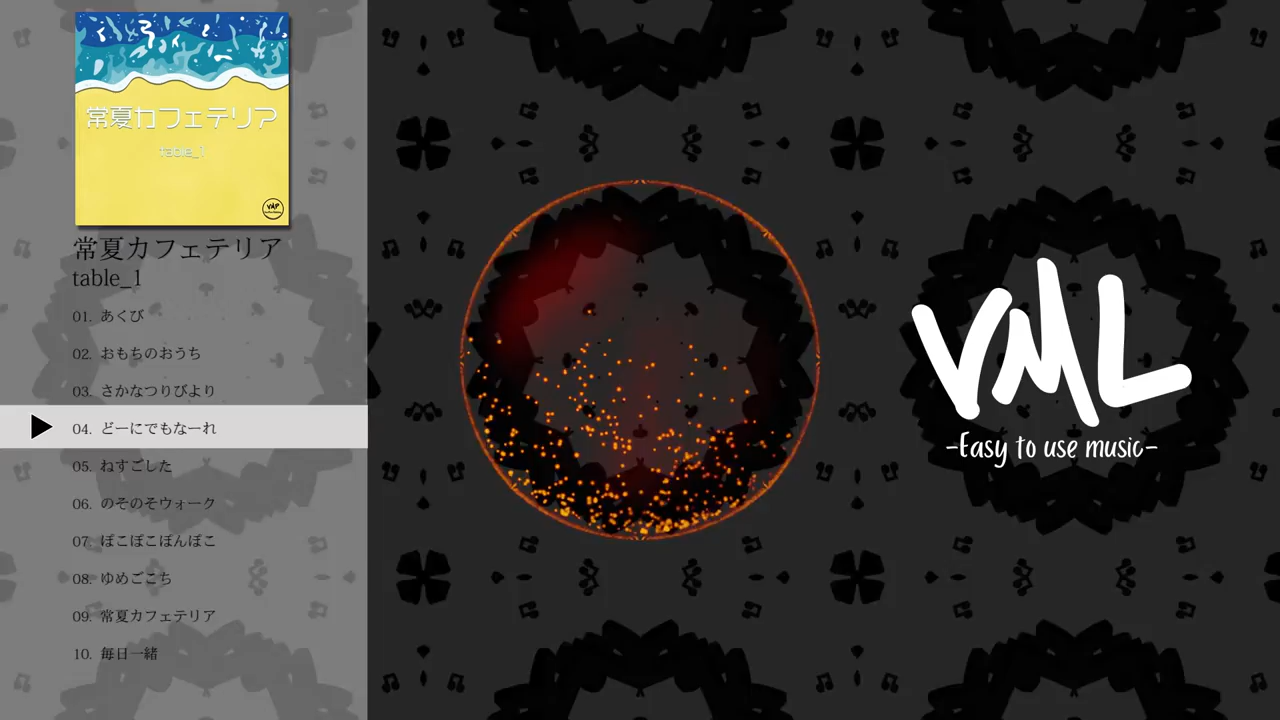 常夏カフェテリア
table_1
VMP
常夏カフェテリア
table_1
01. あくび
02. おもちのおうち
03. さかなつりびより
04. どーにでもなーれ
05. ねすごした
06. のそのそウォーク
07. ぽこぽこぽんぽこ
08. ゆめごこち
09. 常夏カフェテリア
10. 毎日一緒
VML
-Easy to use music-